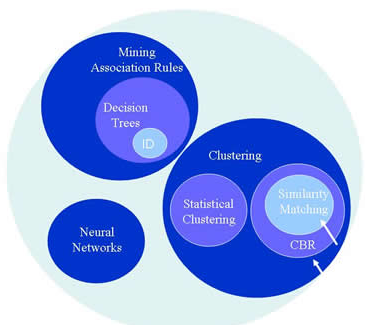 Mining
Association Rules
Decision
Trees
ID
Clustering
Statistical
Clustering
Similarity
Matching
CBR
Neural
Networks